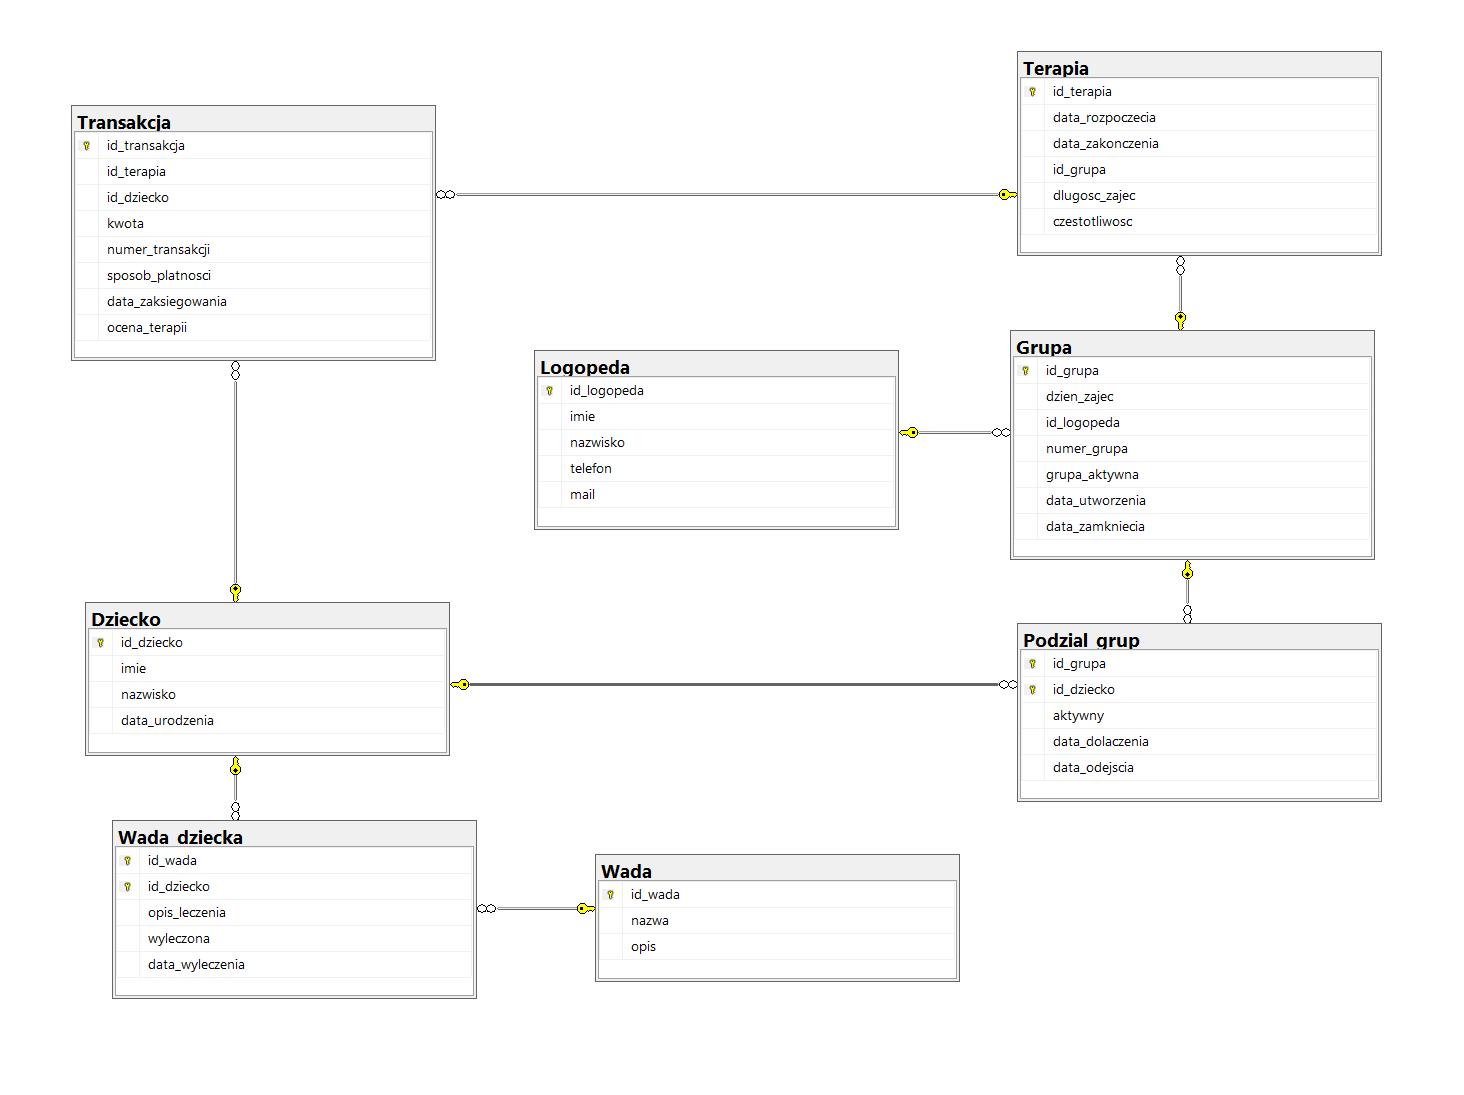 Transakcja
id_transakcja
id_terapia
id_dziecko
kwota
numer_transakcji
sposob_platnosci
data_zaksiegowania
ocena_terapii
Terapia
id_terapia
data_rozpoczecia
data_zakonczenia
id_grupa
dlugosc_zajec
czestotliwosc
Logopeda
id_logopeda
imie
nazwisko
telefon
mail
Grupa
id_grupa
dzien_zajec
id_logopeda
numer_grupa
grupa_aktywna
data_utworzenia
data_zamkniecia
Dziecko
id_dziecko
imie
nazwisko
data_urodzenia
Podzial_grup
id_grupa
id_dziecko
aktywny
data_dolaczenia
data_odejscia
Wada_dziecka
id_wada
id_dziecko
opis_leczenia
wyleczona
data_wyleczenia
Wada
id_wada
nazwa
opis